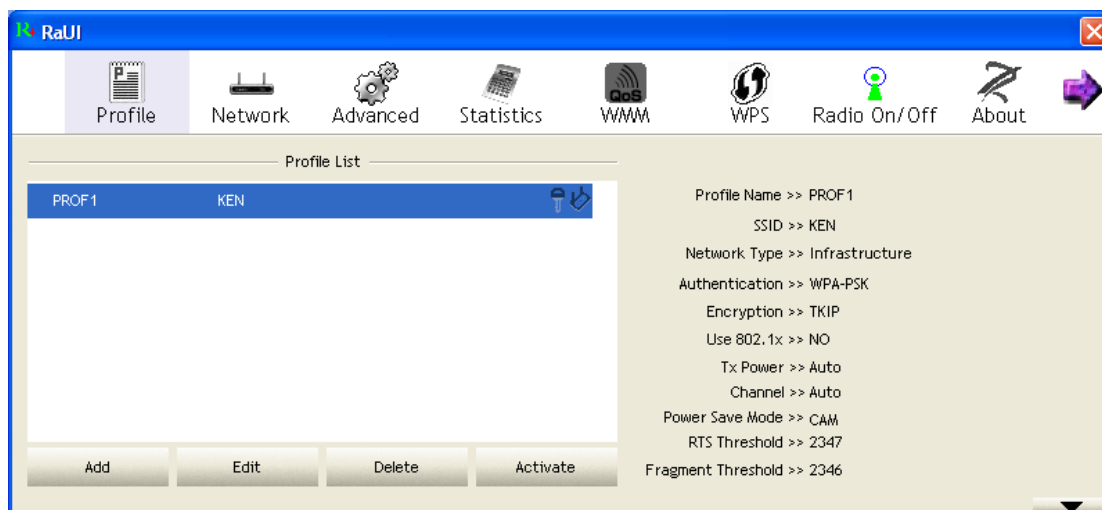 RaUI
Profile Network Advanced Statistics WMM WPS Radio On/Off About
QoS
Profile List
PROF1 KEN
Profile Name >> PROF1
SSID >> KEN
Network Type >> Infrastructure
Authentication >> WPA-PSK
Encryption >> TKIP
Use 802.1x >> NO
Tx Power >> Auto
Channel >> Auto
Power Save Mode >> CAM
RTS Threshold >> 2347
Fragment Threshold >> 2346
Add Edit Delete Activate